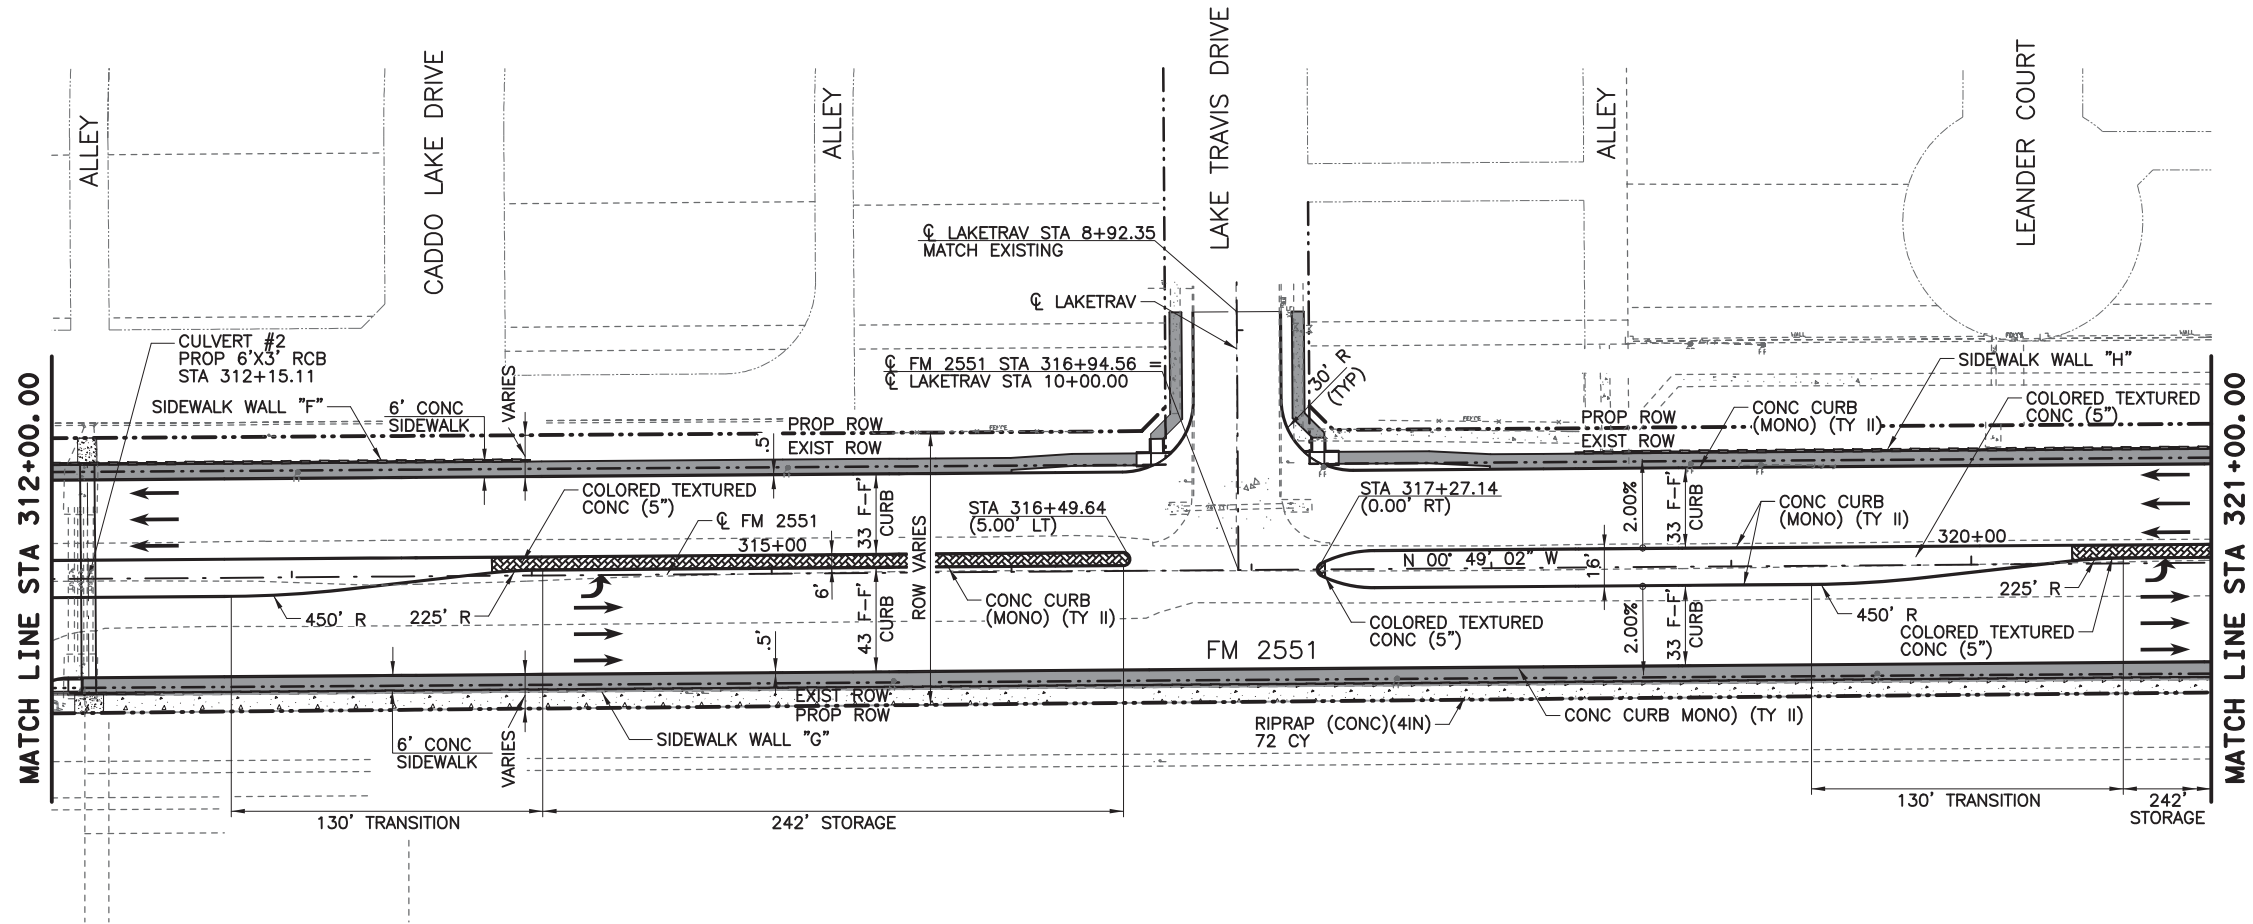 ALLEY
CADDO LAKE DRIVE
ALLEY
LAKE TRAVIS DRIVE
ALLEY
LEANDER COURT
℄ LAKETRAV STA 8+92.35
MATCH EXISTING
℄ LAKETRAV
℄ FM 2551 STA 316+94.56 =
℄ LAKETRAV STA 10+00.00
30' R
(TYP)
CULVERT #2
PROP 6'X3' RCB
STA 312+15.11
SIDEWALK WALL "F"
6' CONC
SIDEWALK
VARIES
PROP ROW
EXIST ROW
.5'
SIDEWALK WALL "H"
COLORED TEXTURED
CONC (5")
PROP ROW
EXIST ROW
CONC CURB
(MONO) (TY II)
MATCH LINE STA 312+00.00
MATCH LINE STA 321+00.00
COLORED TEXTURED
CONC (5")
℄ FM 2551
315+00
33 F-F'
CURB
ROW VARIES
STA 316+49.64
(5.00' LT)
STA 317+27.14
(0.00' RT)
2.00%
33 F-F'
CURB
CONC CURB
(MONO) (TY II)
320+00
N 00° 49' 02" W
16'
6'
450' R
225' R
43 F-F'
CURB
CONC CURB
(MONO) (TY II)
COLORED TEXTURED
CONC (5")
2.00%
33 F-F'
CURB
225' R
450' R
COLORED TEXTURED
CONC (5")
FM 2551
.5'
EXIST ROW
PROP ROW
6' CONC
SIDEWALK
VARIES
SIDEWALK WALL "G"
RIPRAP (CONC)(4IN)
72 CY
CONC CURB MONO) (TY II)
130' TRANSITION
242' STORAGE
130' TRANSITION
242'
STORAGE